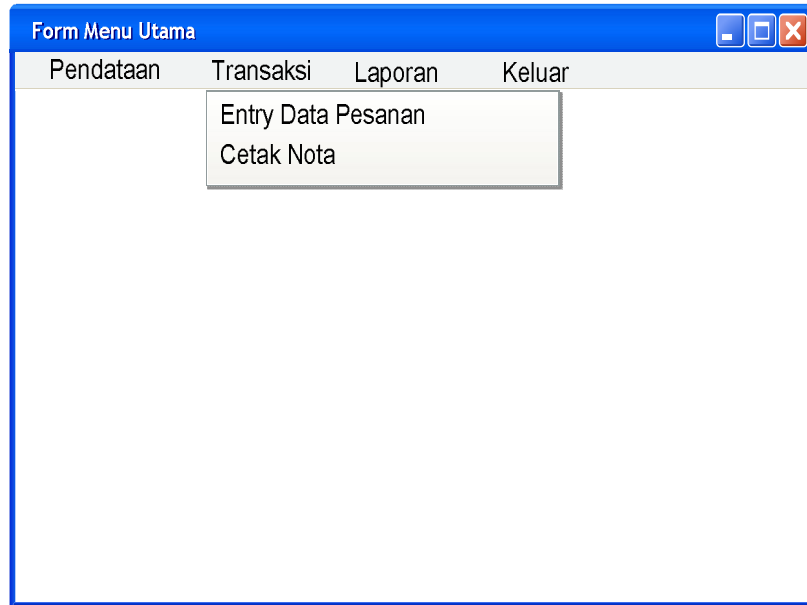 Form Menu Utama
Pendataan Transaksi Laporan Keluar
Entry Data Pesanan
Cetak Nota